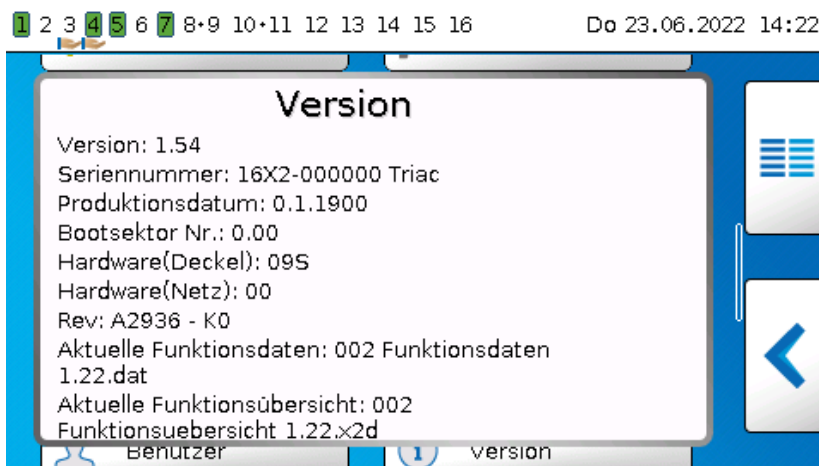 1 2 3 4 5 6 7 8+9 10+11 12 13 14 15 16 Do 23.06.2022 14:22
Version
Version: 1.54
Seriennummer: 16X2-000000 Triac
Produktionsdatum: 0.1.1900
Bootsektor Nr.: 0.00
Hardware(Deckel): 09S
Hardware(Netz): 00
Rev: A2936 - K0
Aktuelle Funktionsdaten: 002 Funktionsdaten
1.22.dat
Aktuelle Funktionsübersicht: 002
Funktionsuebersicht 1.22.x2d
Benutzer Version